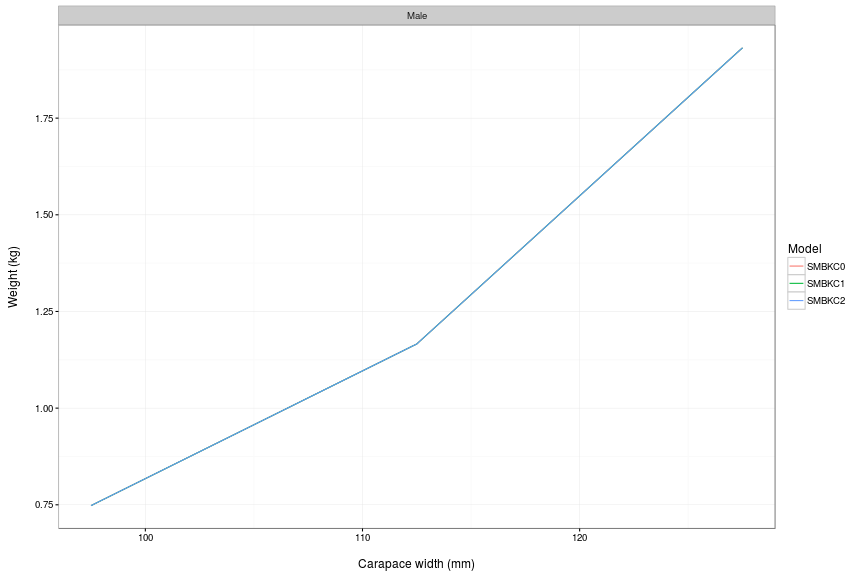 Male
1.75
1.50
1.25
1.00
0.75
Weight (kg)
100
110
120
Carapace width (mm)
Model
SMBKC0
SMBKC1
SMBKC2